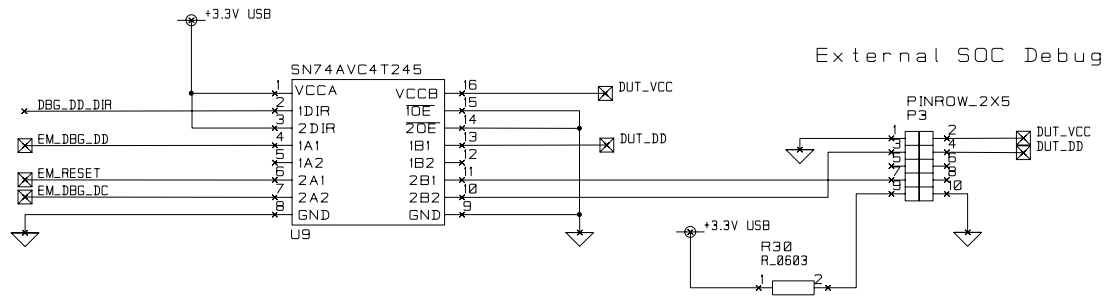 +3.3V USB
External SOC Debug
SN74AVC4T245
1 VCCA VCCB 16 DUT_VCC
DBG_DD_DIR 2 1DIR 1OE 15
3 2DIR 2OE 14
EM_DBG_DD 4 1A1 1B1 13 DUT_DD
5 1A2 1B2 12
EM_RESET 6 2A1 2B1 11
EM_DBG_DC 7 2A2 2B2 10
8 GND GND 9
U9
PINROW_2X5
P3
1 2 DUT_VCC
3 4 DUT_DD
5 6
7 8
9 10
+3.3V USB
R30
R_0603
1 2